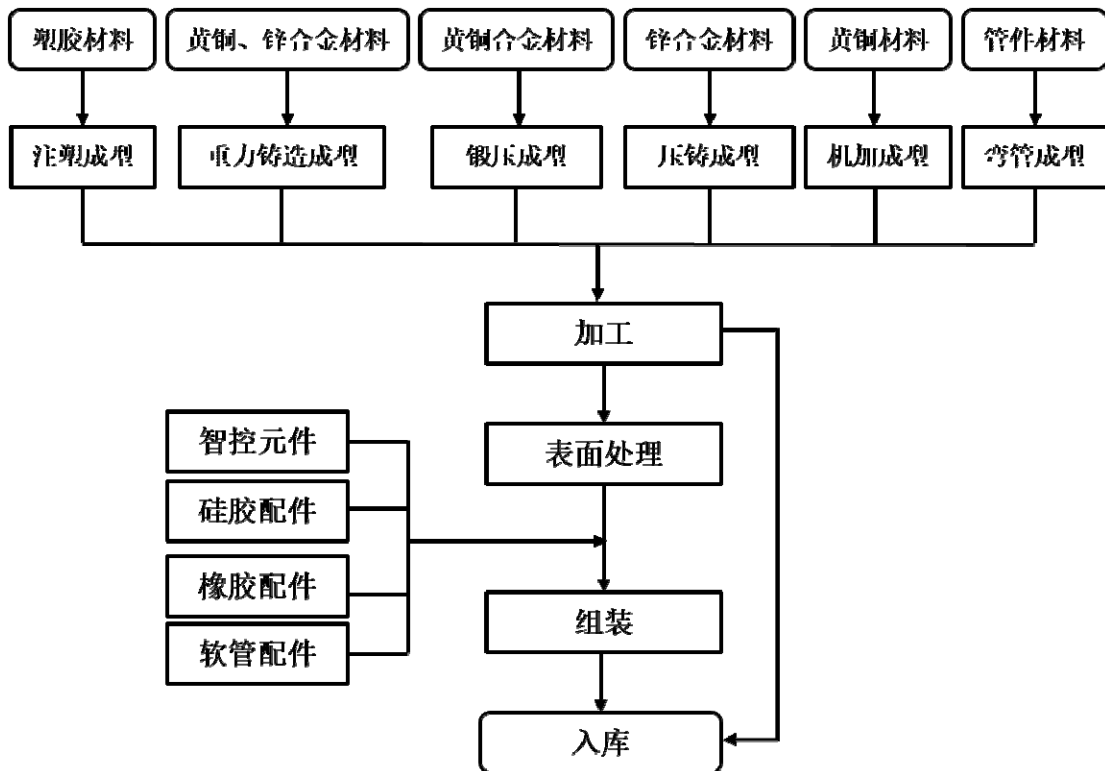 塑胶材料
黄铜、锌合金材料
黄铜合金材料
锌合金材料
黄铜材料
管件材料
注塑成型
重力铸造成型
锻压成型
压铸成型
机加成型
弯管成型
加工
表面处理
智控元件
硅胶配件
橡胶配件
软管配件
组装
入库